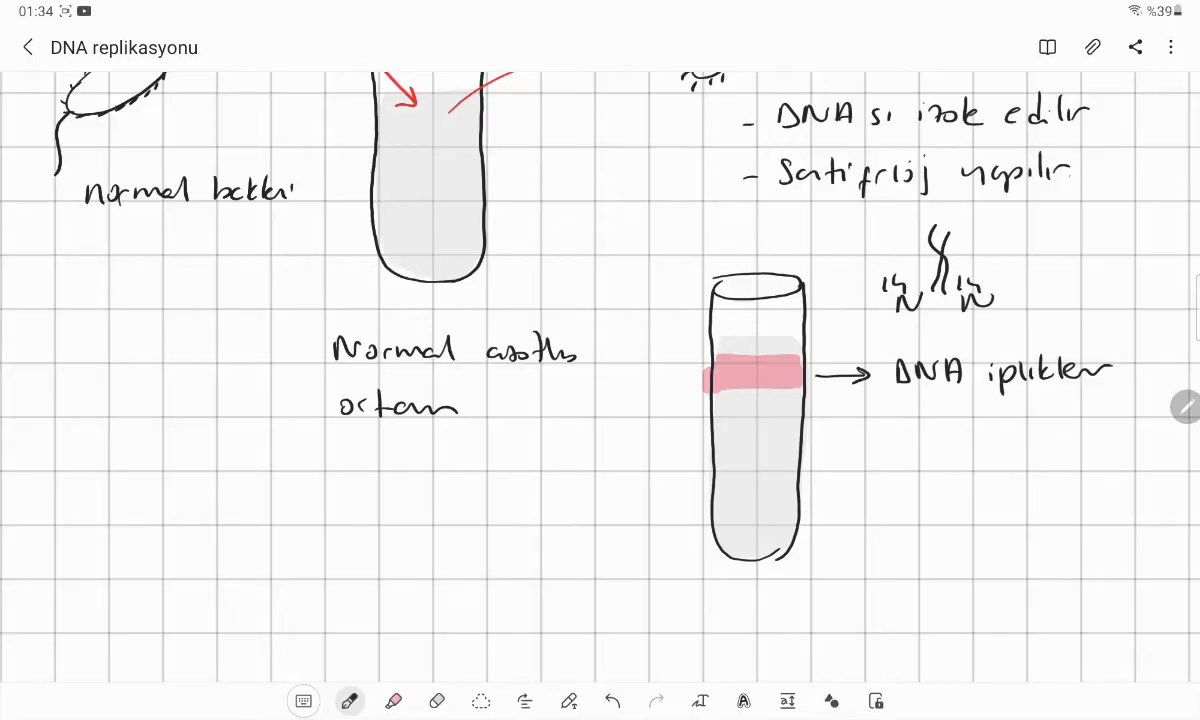 01:34
%39
DNA replikasyonu
- DNA sı izole edilir
- Santifrüj yapılır
normal bakteri
14N 14N
Normal azotlu
ortam
→ DNA iplikleri